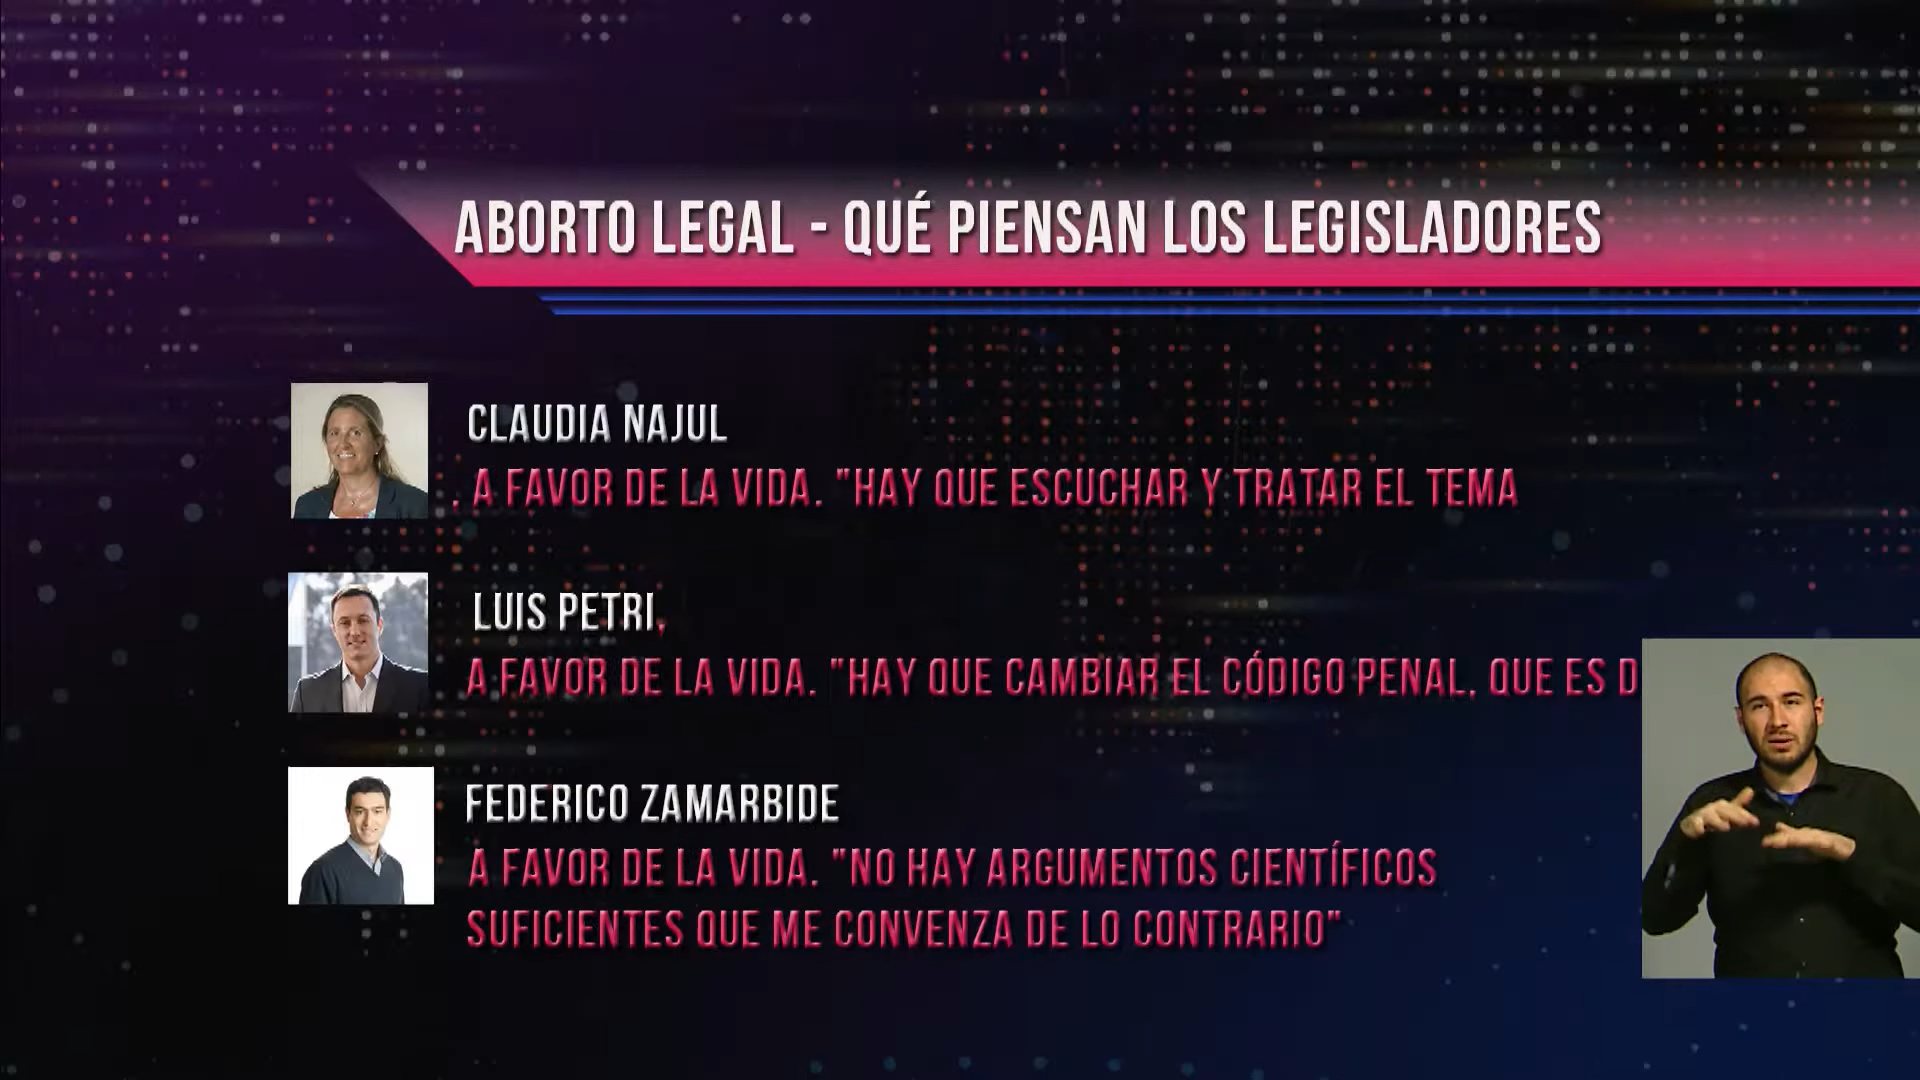 ABORTO LEGAL - QUÉ PIENSAN LOS LEGISLADORES
CLAUDIA NAJUL
. A FAVOR DE LA VIDA. "HAY QUE ESCUCHAR Y TRATAR EL TEMA
LUIS PETRI.
A FAVOR DE LA VIDA. "HAY QUE CAMBIAR EL CÓDIGO PENAL, QUE ES D
FEDERICO ZAMARBIDE
A FAVOR DE LA VIDA. "NO HAY ARGUMENTOS CIENTÍFICOS
SUFICIENTES QUE ME CONVENZA DE LO CONTRARIO"